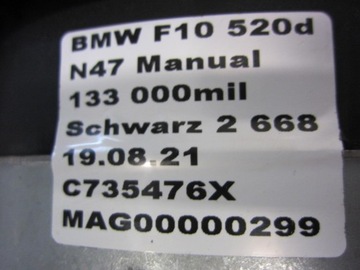 BMW F10 520d
N47 Manual
133 000mil
Schwarz 2 668
19.08.21
C735476X
MAG00000299